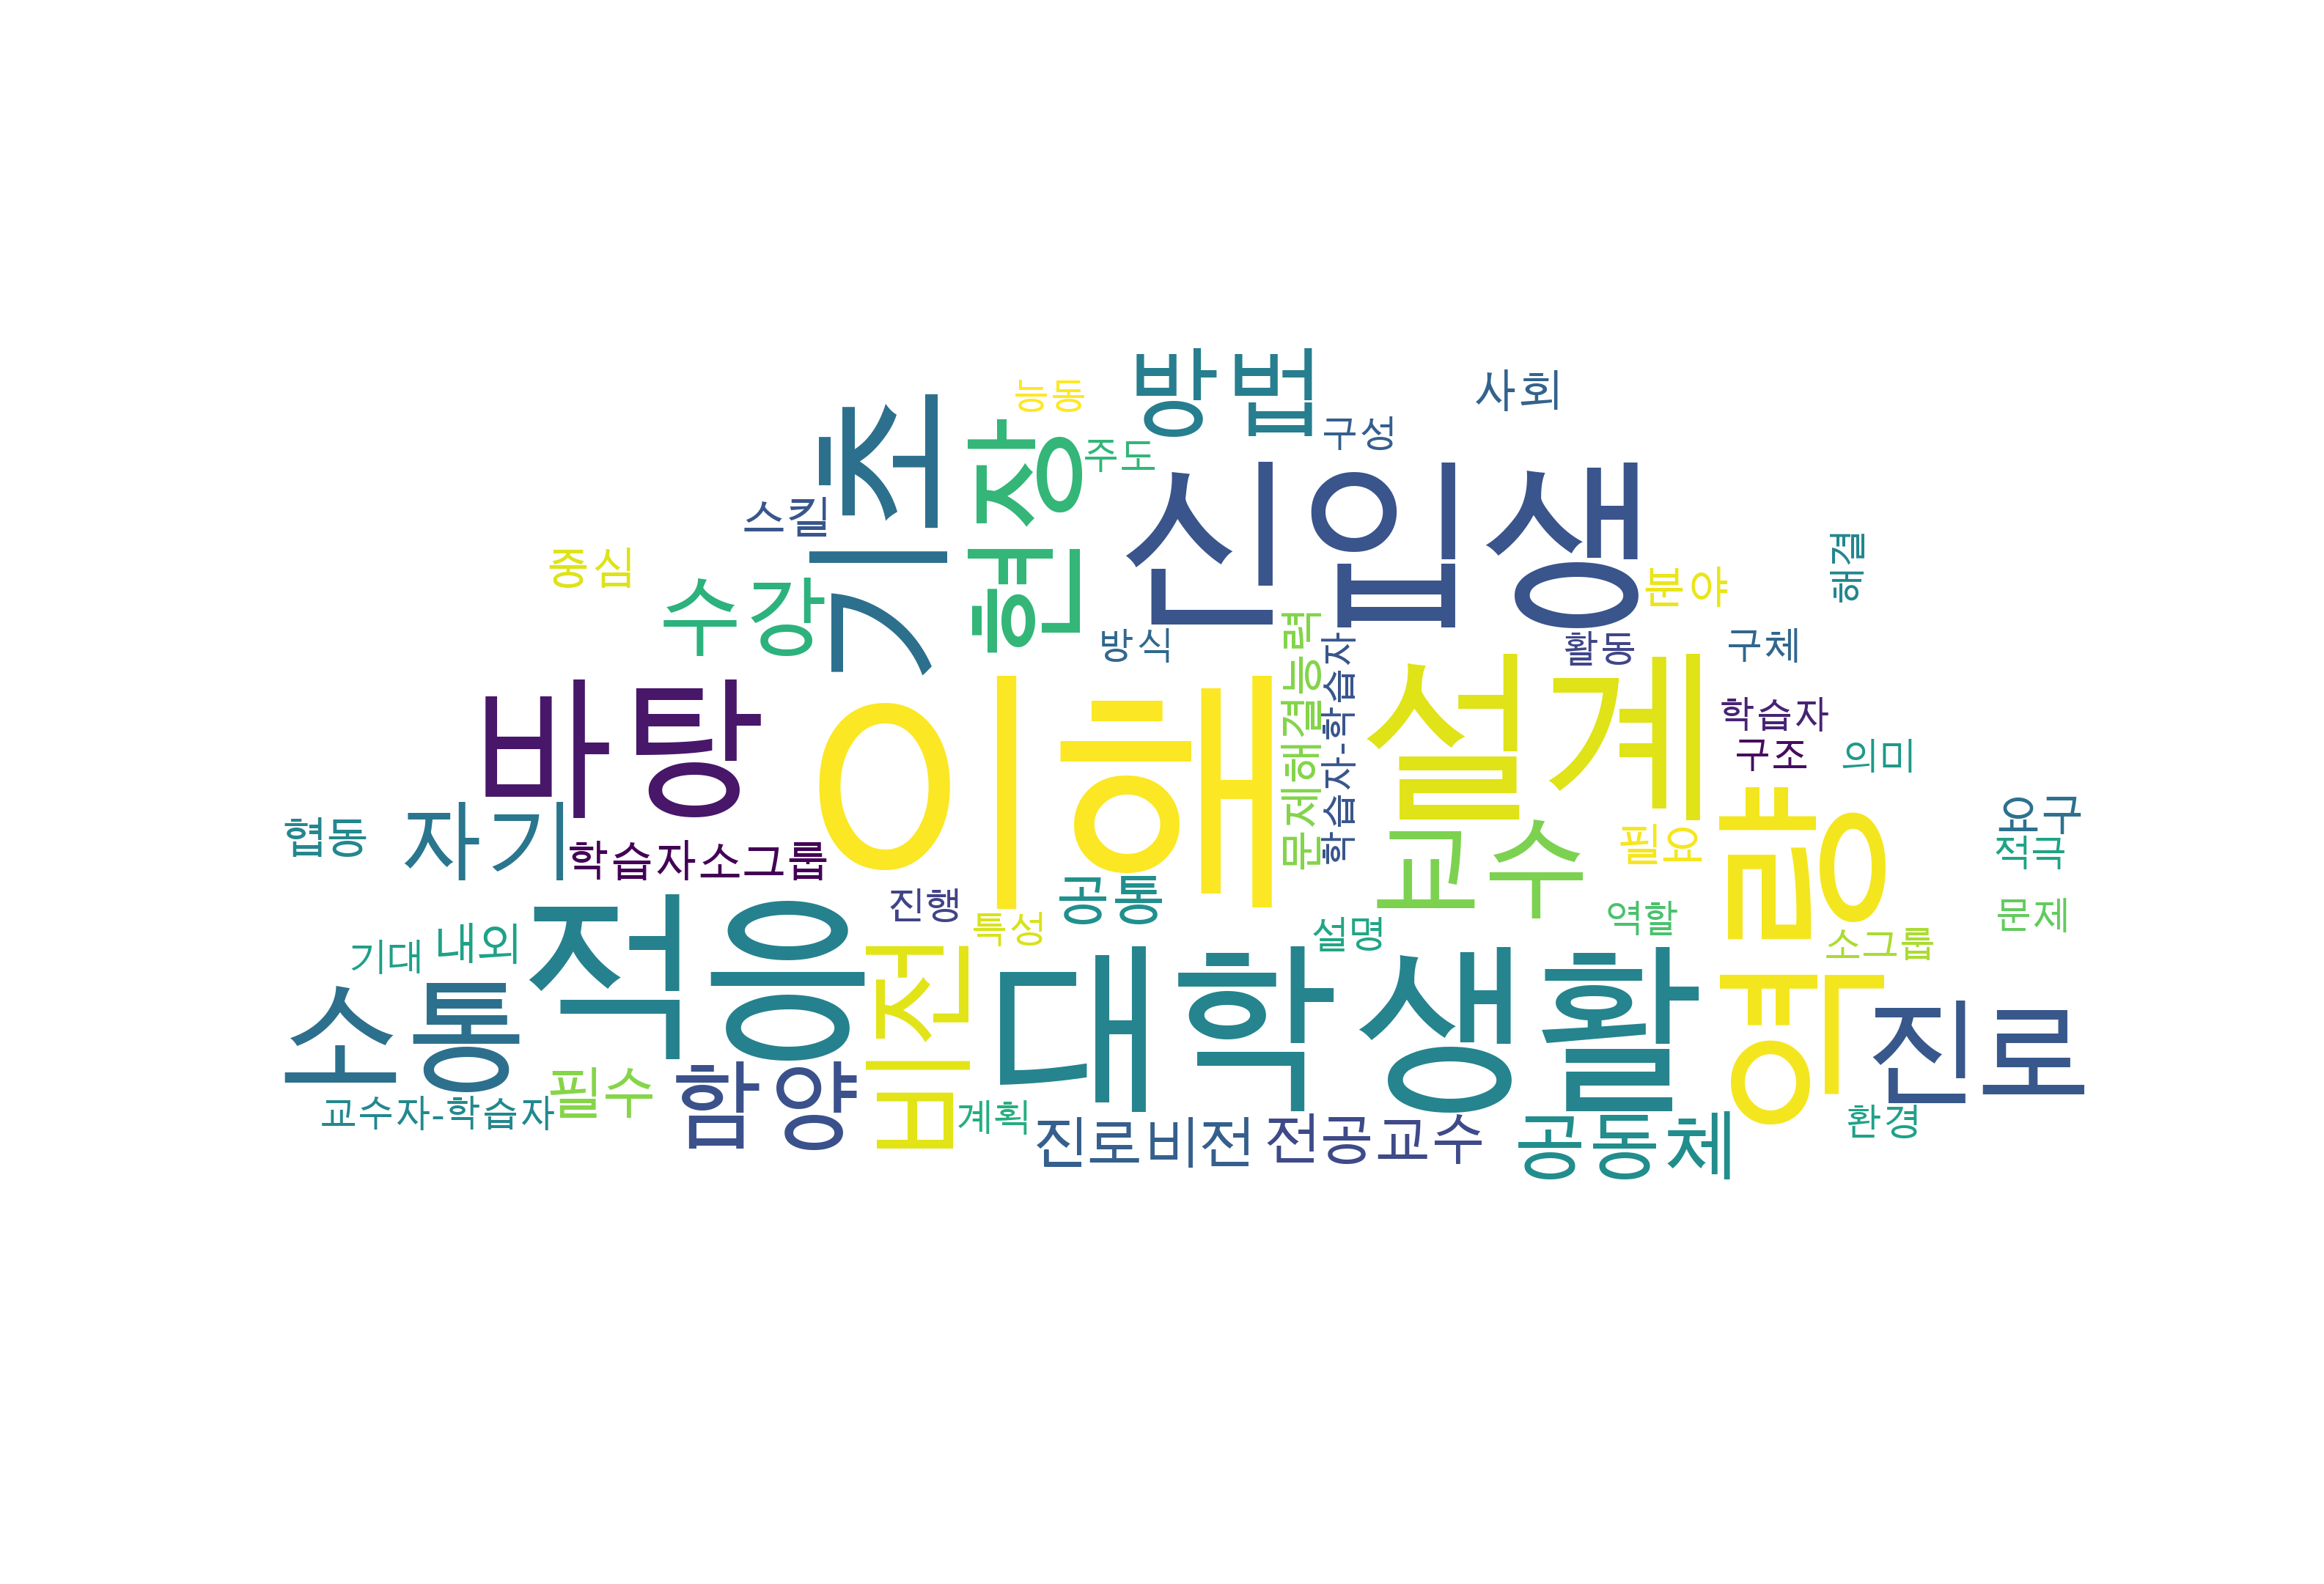 방법
사회
능동
구성
주도
기초
현장
신입생
스킬
중심
수강
분야
해결
방식
활동
구체
바탕
이해
문제해결능력
학습자-학습자
설계
학습자
구조
의미
협동
자기
학습자소그룹
교수
필요
역량
요구
적극
진행
공통
특성
설명
역할
문제
소그룹
기대
내외
적응
비전
대학생활
소통
진로
교수자-학습자
필수
함양
계획
진로비전
전공교수
공동체
환경